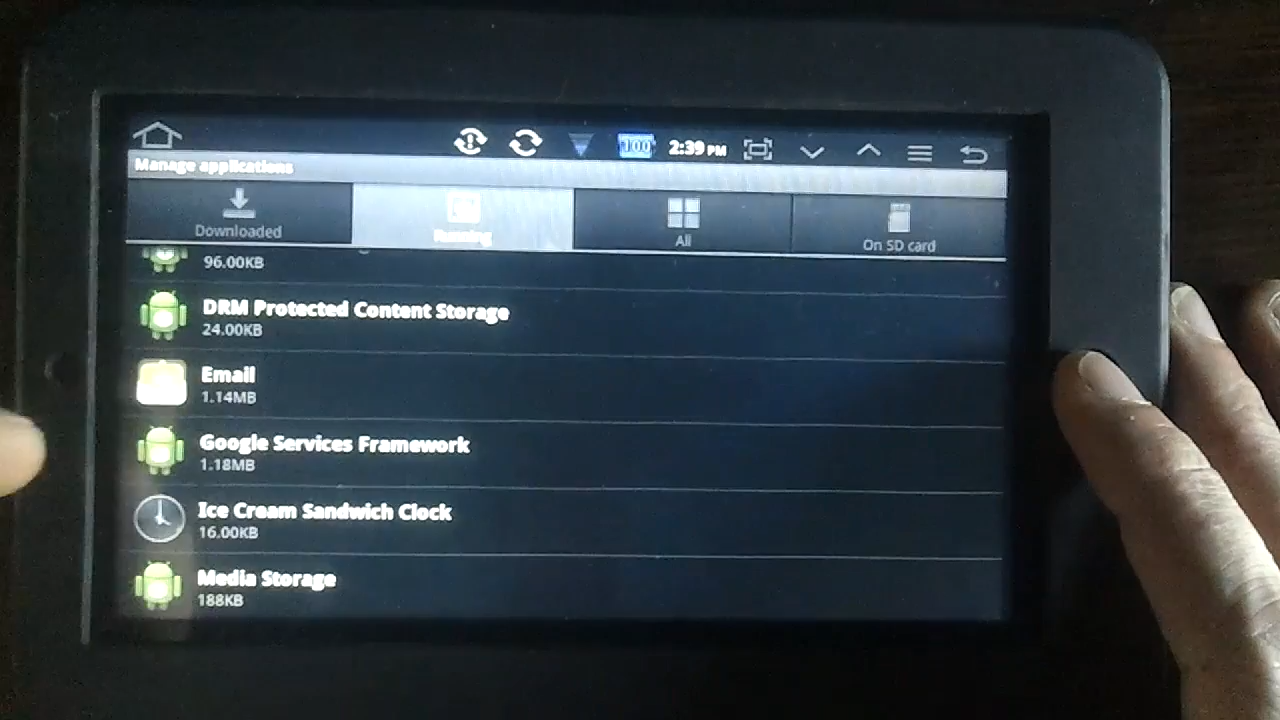 100 2:39 PM
Manage applications
Downloaded Running All On SD card
96.00KB
DRM Protected Content Storage
24.00KB
Email
1.14MB
Google Services Framework
1.18MB
Ice Cream Sandwich Clock
16.00KB
Media Storage
188KB